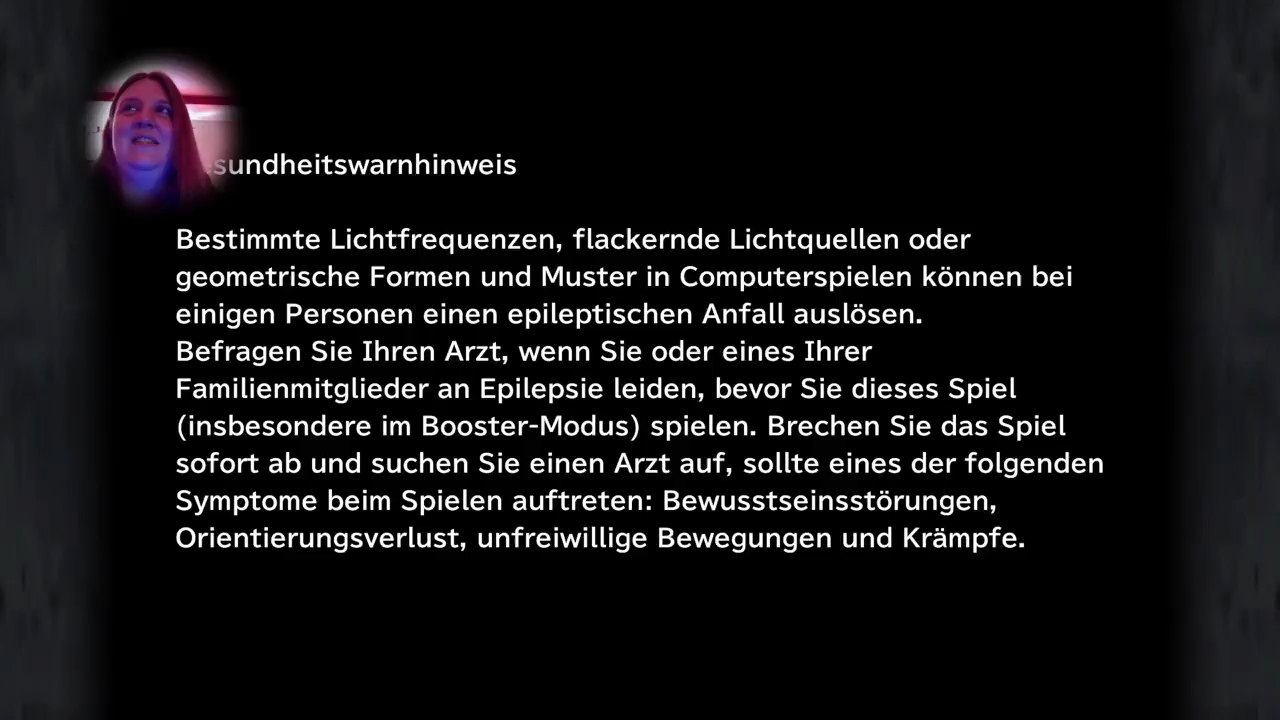 sundheitswarnhinweis
Bestimmte Lichtfrequenzen, flackernde Lichtquellen oder
geometrische Formen und Muster in Computerspielen können bei
einigen Personen einen epileptischen Anfall auslösen.
Befragen Sie Ihren Arzt, wenn Sie oder eines Ihrer
Familienmitglieder an Epilepsie leiden, bevor Sie dieses Spiel
(insbesondere im Booster-Modus) spielen. Brechen Sie das Spiel
sofort ab und suchen Sie einen Arzt auf, sollte eines der folgenden
Symptome beim Spielen auftreten: Bewusstseinsstörungen,
Orientierungsverlust, unfreiwillige Bewegungen und Krämpfe.